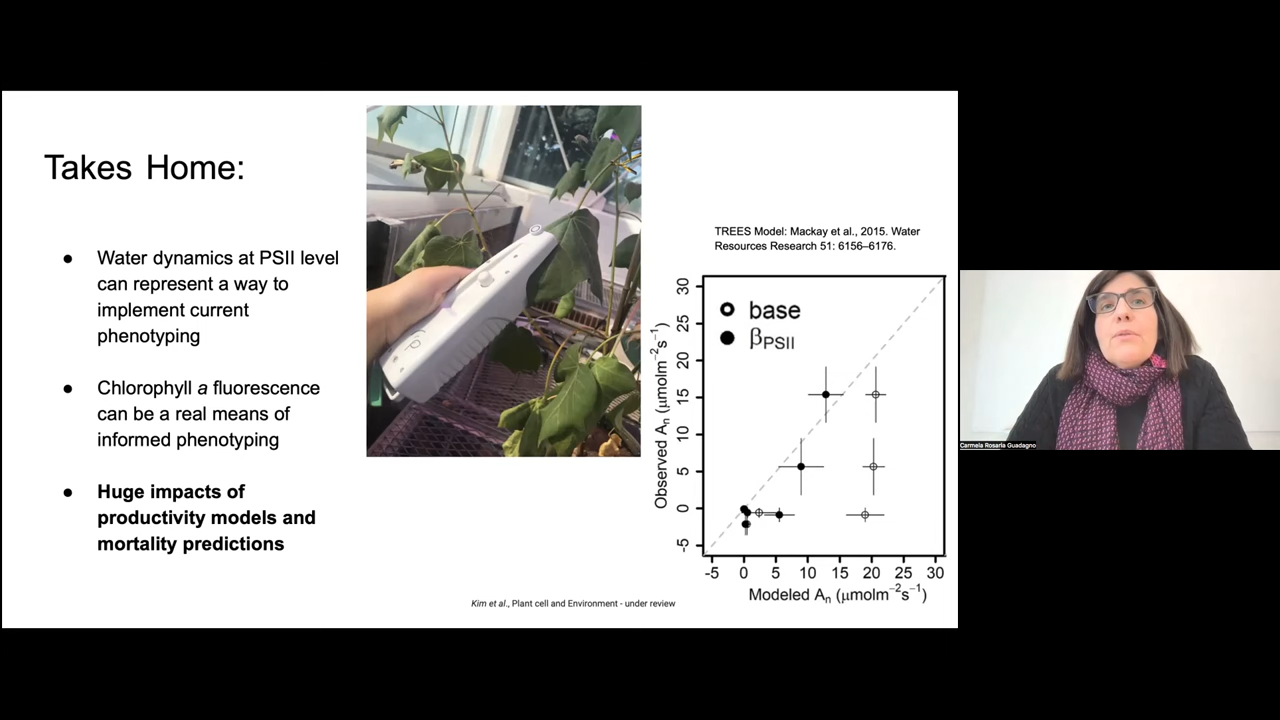 Takes Home:
● Water dynamics at PSII level
can represent a way to
implement current
phenotyping
● Chlorophyll a fluorescence
can be a real means of
informed phenotyping
● Huge impacts of
productivity models and
mortality predictions
P
TREES Model: Mackay et al., 2015. Water
Resources Research 51: 6156–6176.
base
βPSII
Observed An (μmolm⁻²s⁻¹)
30
25
20
15
10
5
0
-5
-5 0 5 10 15 20 25 30
Modeled An (μmolm⁻²s⁻¹)
Kim et al., Plant cell and Environment - under review
Carmela Rosaria Guadagno